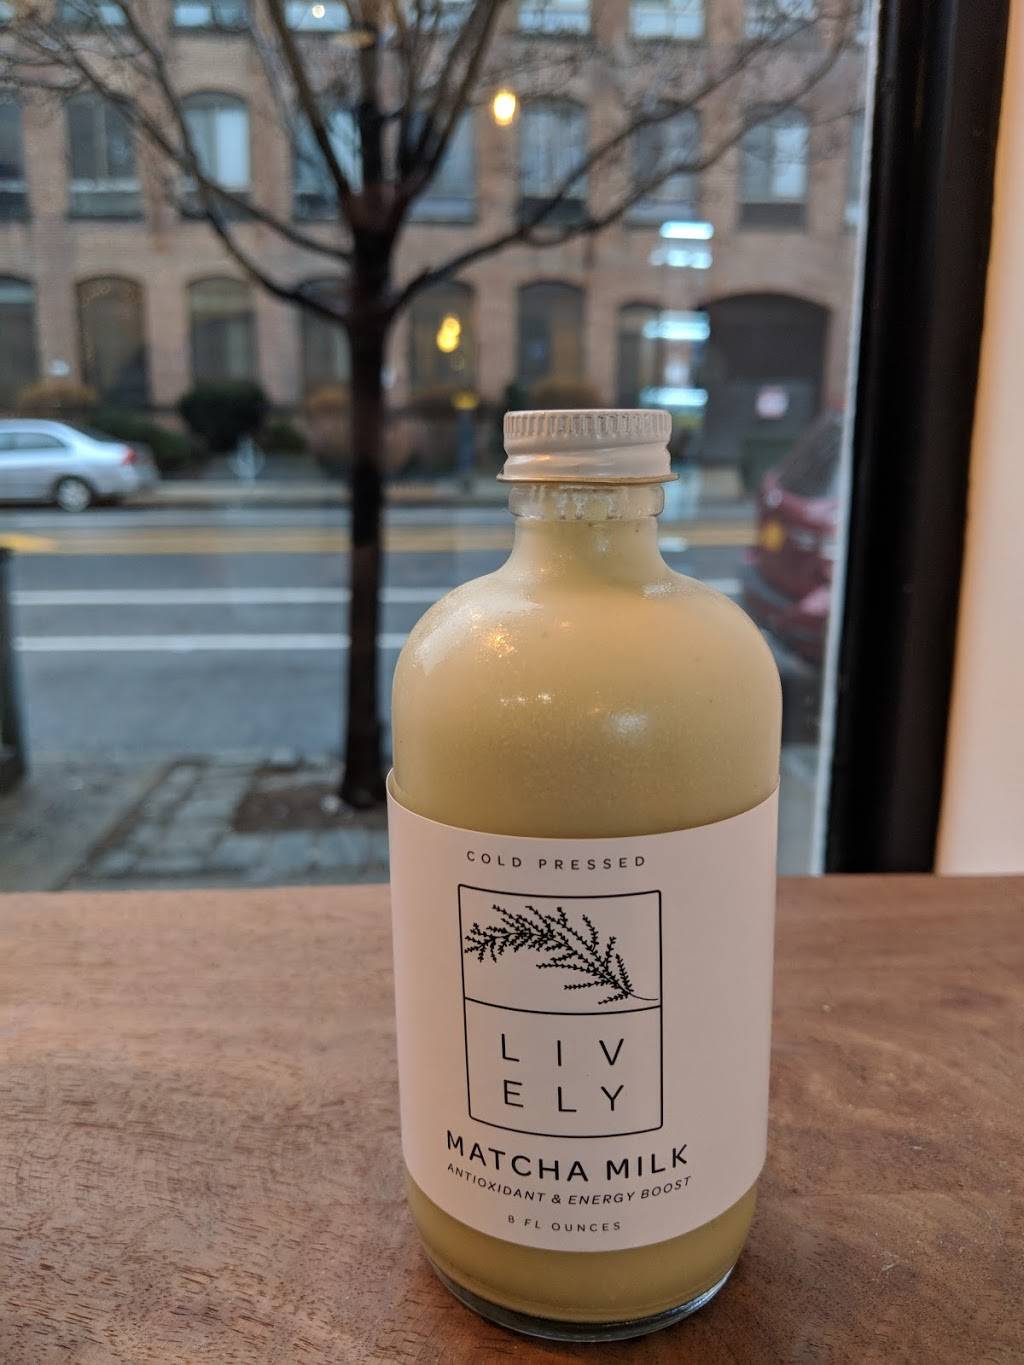 COLD PRESSED
LIV
ELY
MATCHA MILK
ANTIOXIDANT & ENERGY BOOST
8 FL OUNCES